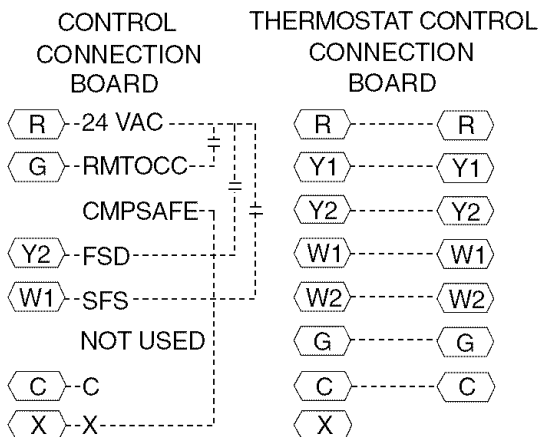 CONTROL
CONNECTION
BOARD
R 24 VAC
G RMTOCC
CMPSAFE
Y2 FSD
W1 SFS
NOT USED
C C
X X
THERMOSTAT CONTROL
CONNECTION
BOARD
R R
Y1 Y1
Y2 Y2
W1 W1
W2 W2
G G
C C
X